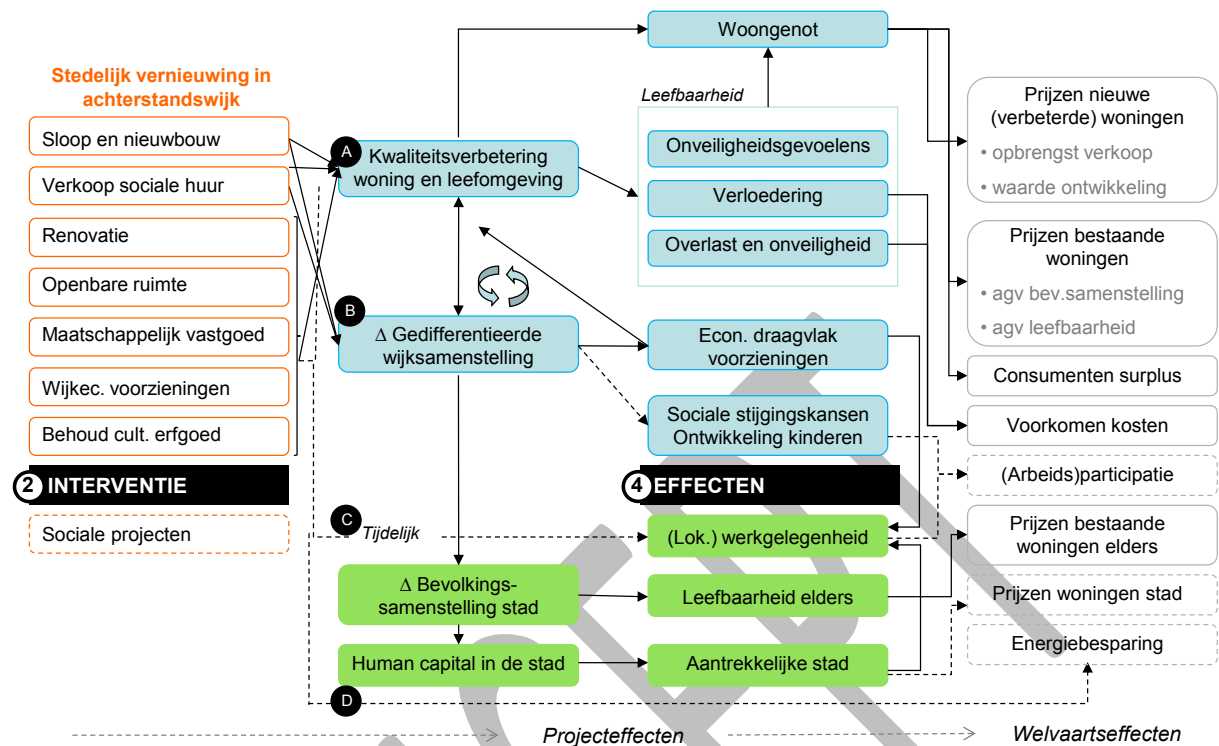 Stedelijk vernieuwing in
achterstandswijk
Sloop en nieuwbouw
Verkoop sociale huur
Renovatie
Openbare ruimte
Maatschappelijk vastgoed
Wijkec. voorzieningen
Behoud cult. erfgoed
2 INTERVENTIE
Sociale projecten
A
Kwaliteitsverbetering
woning en leefomgeving
B
Δ Gedifferentieerde
wijksamenstelling
C
Tijdelijk
Δ Bevolkings-
samenstelling stad
Human capital in de stad
D
Woongenot
Leefbaarheid
Onveiligheidsgevoelens
Verloedering
Overlast en onveiligheid
Econ. draagvlak
voorzieningen
Sociale stijgingskansen
Ontwikkeling kinderen
4 EFFECTEN
(Lok.) werkgelegenheid
Leefbaarheid elders
Aantrekkelijke stad
Prijzen nieuwe
(verbeterde) woningen
• opbrengst verkoop
• waarde ontwikkeling
Prijzen bestaande
woningen
• agv bev.samenstelling
• agv leefbaarheid
Consumenten surplus
Voorkomen kosten
(Arbeids)participatie
Prijzen bestaande
woningen elders
Prijzen woningen stad
Energiebesparing
Projecteffecten
Welvaartseffecten